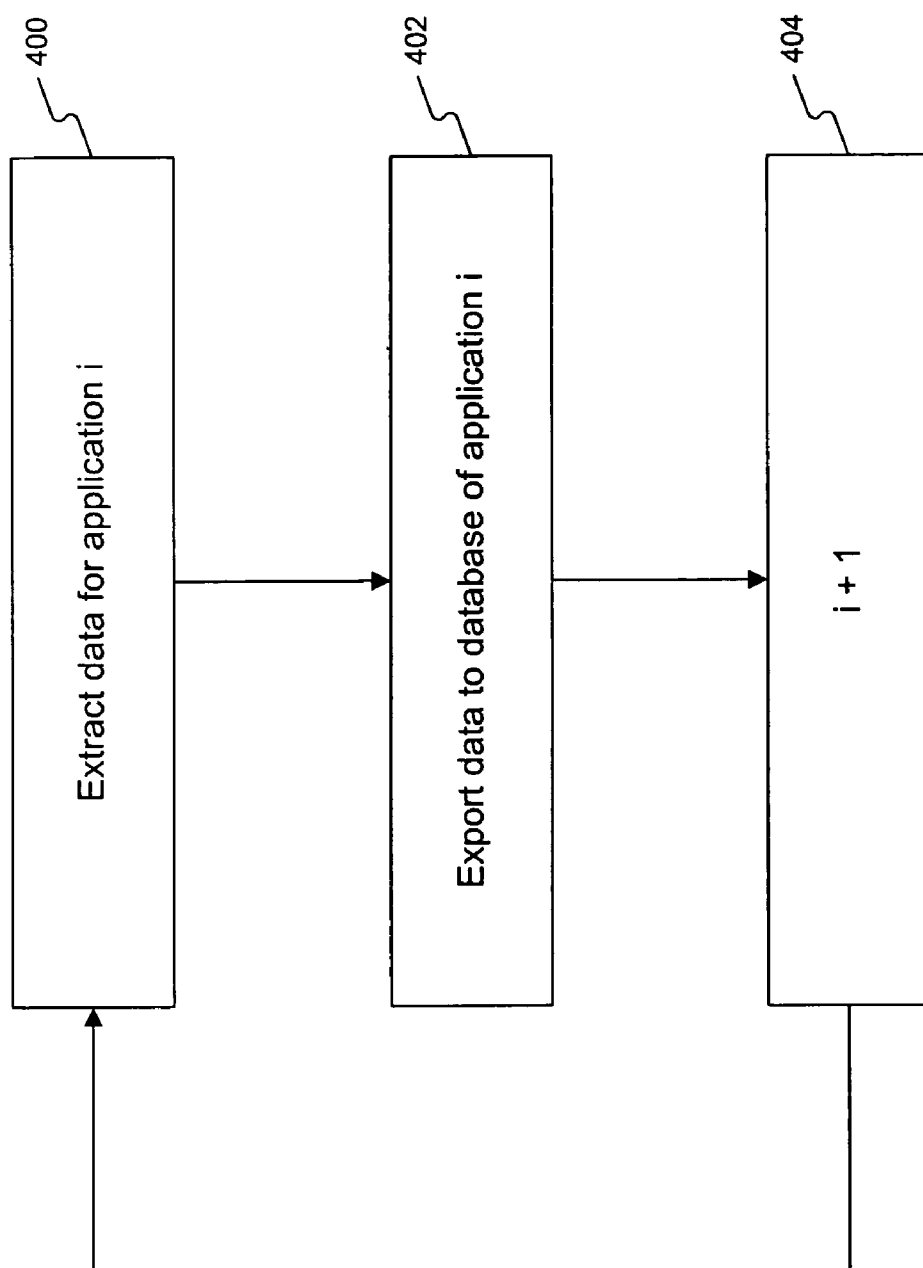 Extract data for application i
400
Export data to database of application i
402
i + 1
404